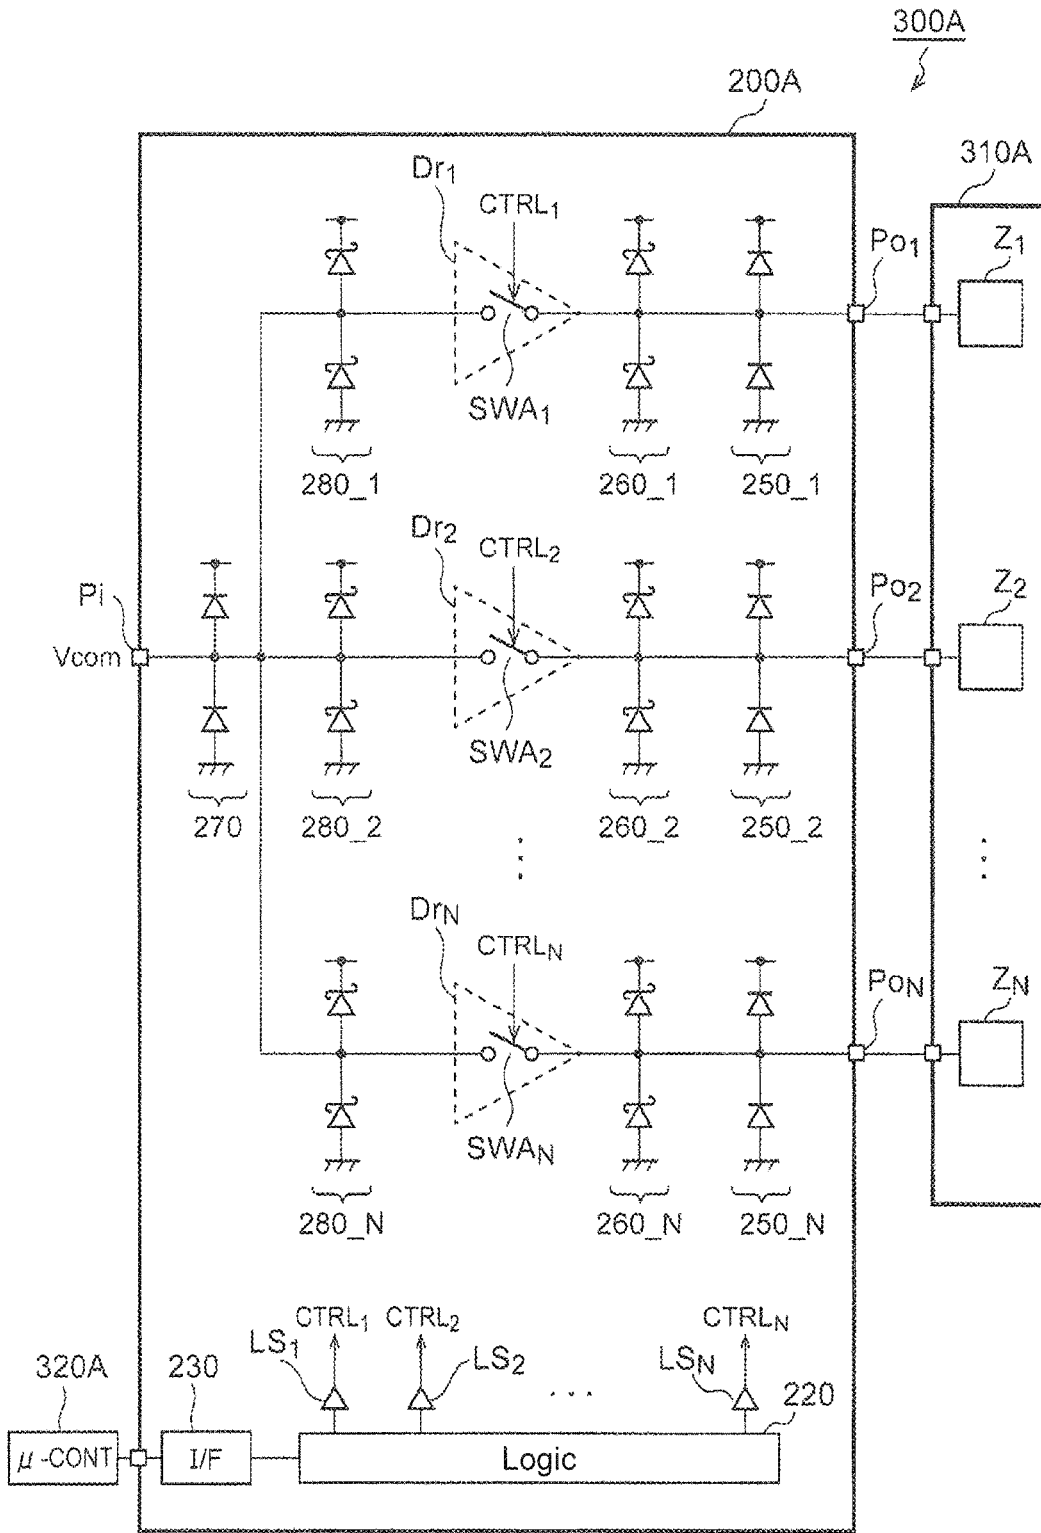 300A
200A
310A
Dr1
CTRL1
Po1
Z1
SWA1
280_1
260_1
250_1
Dr2
CTRL2
Po2
Z2
Pi
Vcom
SWA2
270
280_2
260_2
250_2
DrN
CTRLN
PoN
ZN
SWAN
280_N
260_N
250_N
CTRL1
CTRL2
CTRLN
320A
230
LS1
LS2
LSN
220
μ-CONT
I/F
Logic